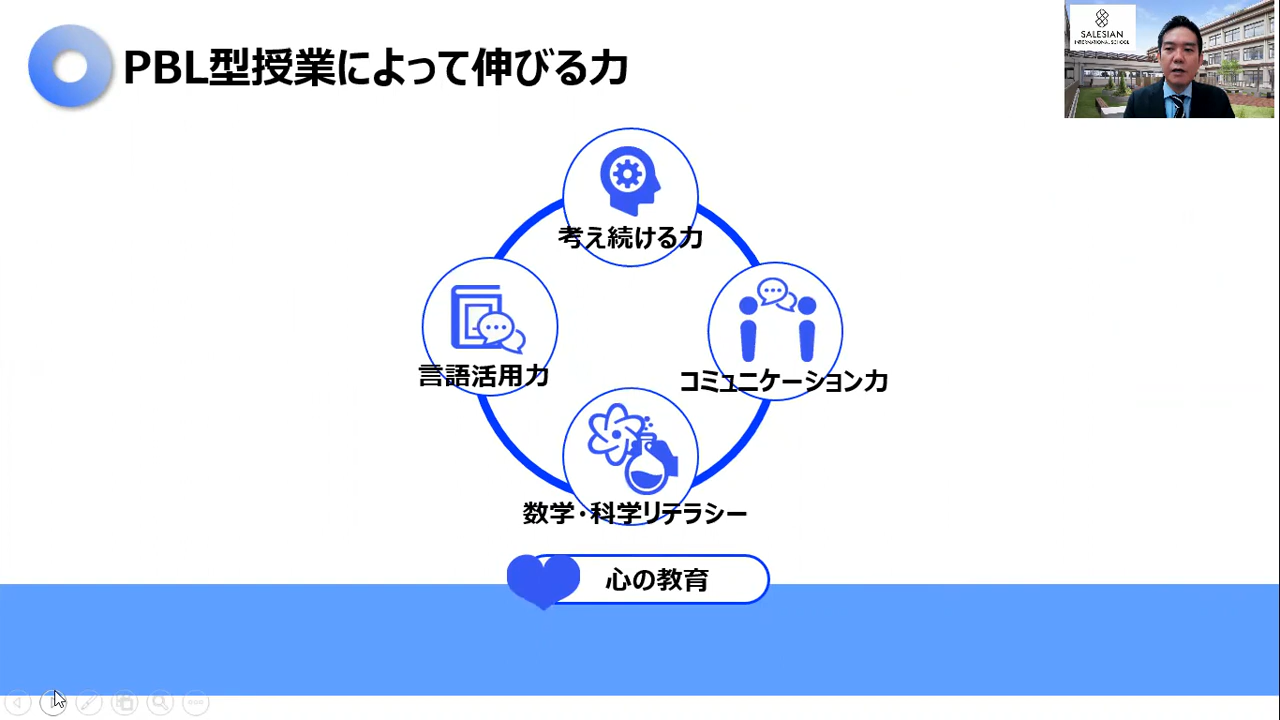 PBL型授業によって伸びる力
SALESIAN
INTERNATIONAL SCHOOL
考え続ける力
言語活用力
コミュニケーション力
数学・科学リテラシー
心の教育